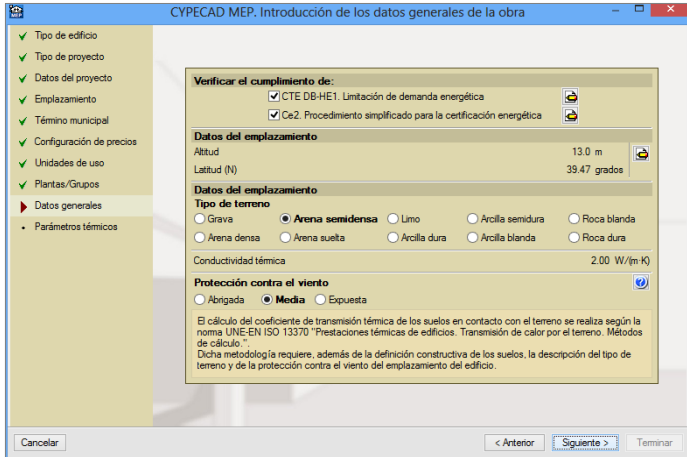 CYPECAD MEP. Introducción de los datos generales de la obra
MEP
Tipo de edificio
Tipo de proyecto
Datos del proyecto
Emplazamiento
Término municipal
Configuración de precios
Unidades de uso
Plantas/Grupos
Datos generales
Parámetros térmicos
Verificar el cumplimiento de:
CTE DB-HE1. Limitación de demanda energética
Ce2. Procedimiento simplificado para la certificación energética
Datos del emplazamiento
Altitud 13.0 m
Latitud (N) 39.47 grados
Datos del emplazamiento
Tipo de terreno
Grava Arena semidensa Limo Arcilla semidura Roca blanda
Arena densa Arena suelta Arcilla dura Arcilla blanda Roca dura
Conductividad térmica 2.00 W/(m·K)
Protección contra el viento
Abrigada Media Expuesta
El cálculo del coeficiente de transmisión térmica de los suelos en contacto con el terreno se realiza según la
norma UNE-EN ISO 13370 "Prestaciones térmicas de edificios. Transmisión de calor por el terreno. Métodos
de cálculo.".
Dicha metodología requiere, además de la definición constructiva de los suelos, la descripción del tipo de
terreno y de la protección contra el viento del emplazamiento del edificio.
Cancelar < Anterior Siguiente > Terminar